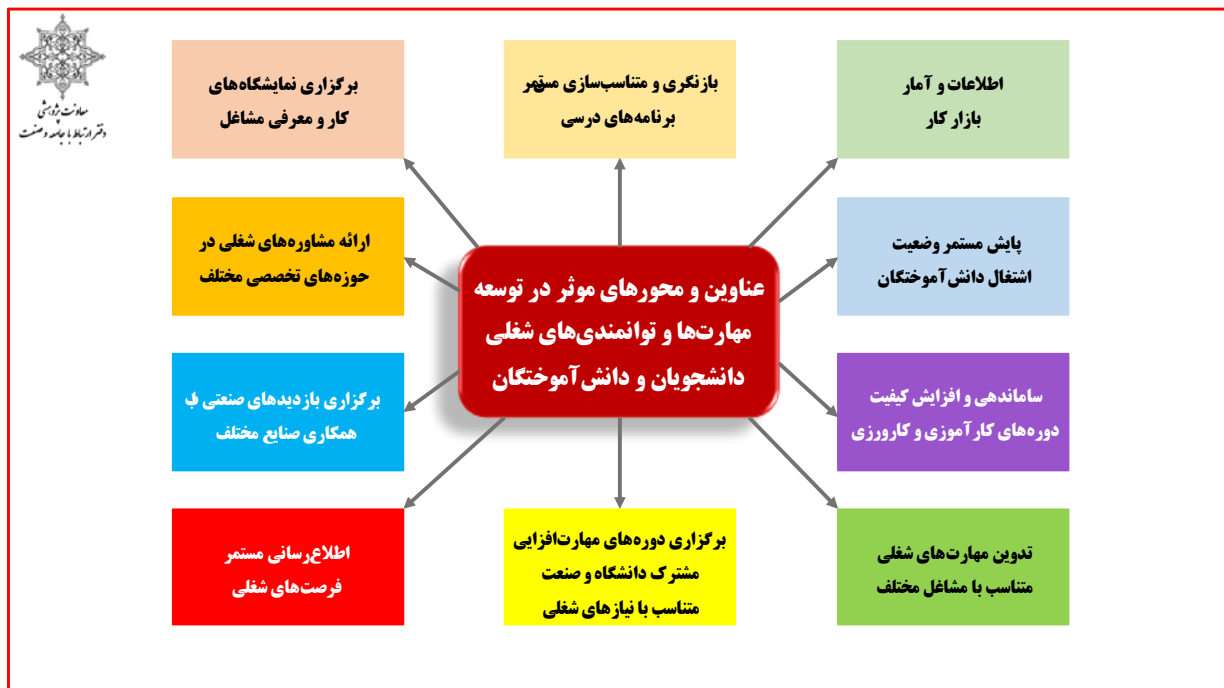 معاونت پژوهشی
دفتر ارتباط با جامعه و صنعت
اطلاعات و آمار
بازار کار
بازنگری و متناسب‌سازی مستمر
برنامه‌های درسی
برگزاری نمایشگاه‌های
کار و معرفی مشاغل
پایش مستمر وضعیت
اشتغال دانش‌آموختگان
ارائه مشاوره‌های شغلی در
حوزه‌های تخصصی مختلف
عناوین و محورهای موثر در توسعه
مهارت‌ها و توانمندی‌های شغلی
دانشجویان و دانش‌آموختگان
ساماندهی و افزایش کیفیت
دوره‌های کارآموزی و کارورزی
برگزاری بازدیدهای صنعتی با
همکاری صنایع مختلف
تدوین مهارت‌های شغلی
متناسب با مشاغل مختلف
برگزاری دوره‌های مهارت‌افزایی
مشترک دانشگاه و صنعت
متناسب با نیازهای شغلی
اطلاع‌رسانی مستمر
فرصت‌های شغلی